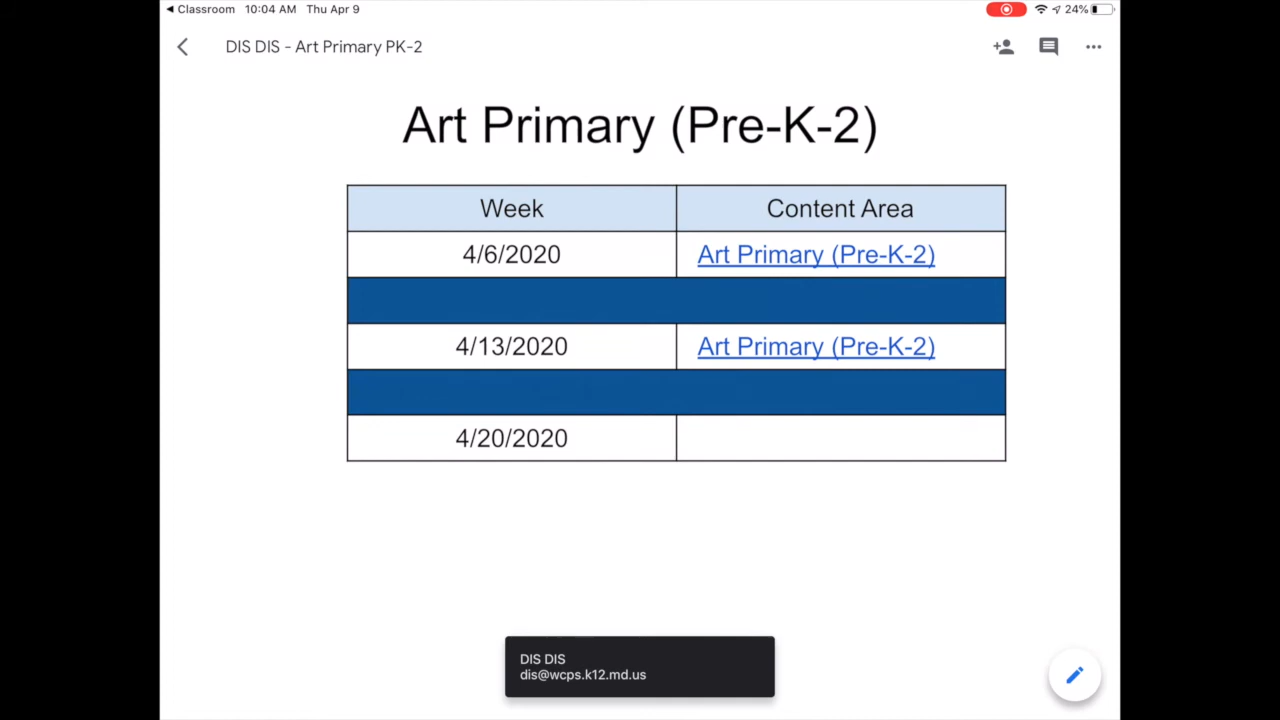 Classroom 10:04 AM Thu Apr 9 24%
DIS DIS - Art Primary PK-2
Art Primary (Pre-K-2)
Week Content Area
4/6/2020 Art Primary (Pre-K-2)
4/13/2020 Art Primary (Pre-K-2)
4/20/2020
DIS DIS
dis@wcps.k12.md.us